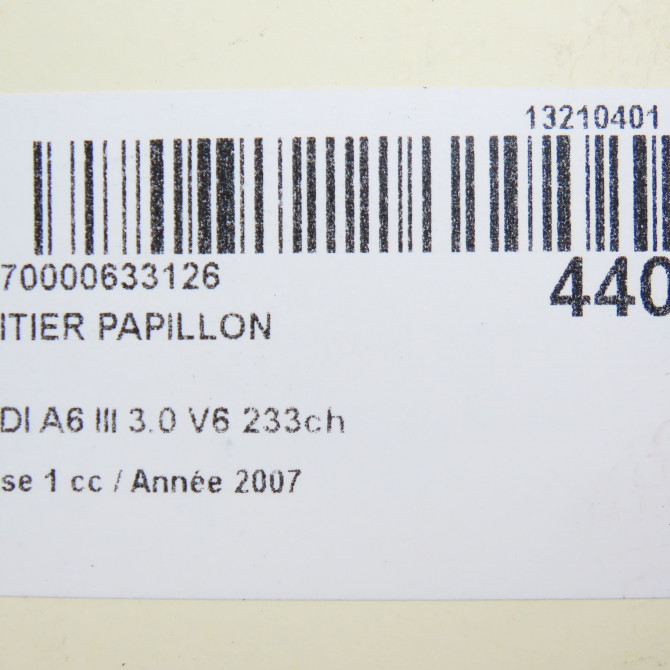 13210401
70000633126
440
ITIER PAPILLON
DI A6 III 3.0 V6 233ch
se 1 cc / Année 2007